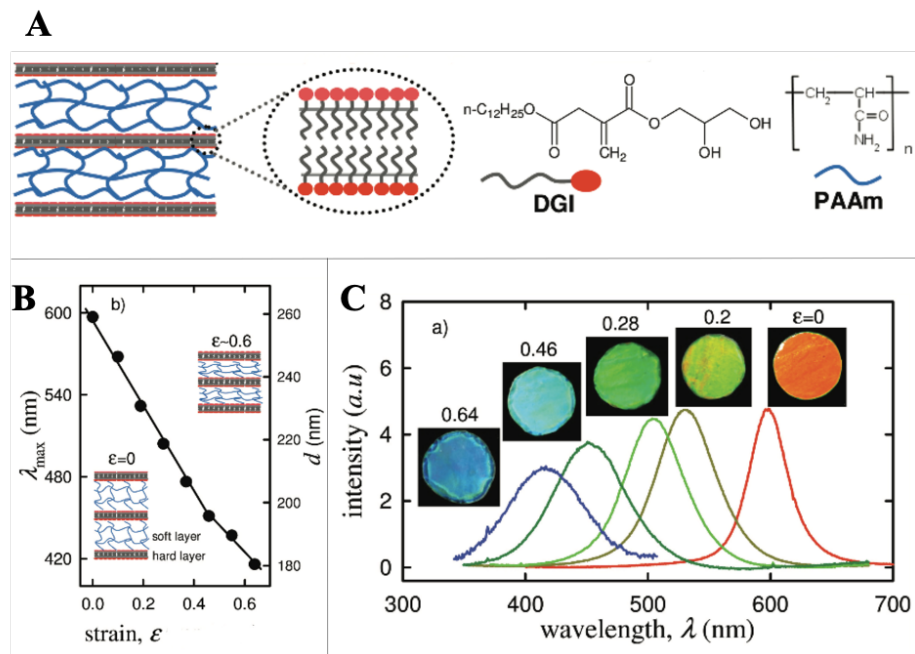 A
n-C12H25O
O
O
CH2
O
OH
OH
DGI
CH2
CH
C=O
NH2
n
PAAm
B
b)
600
540
480
420
λmax (nm)
260
240
220
200
180
d (nm)
ε~0.6
ε=0
soft layer
hard layer
0.0 0.2 0.4 0.6
strain, ε
C
a)
8
6
4
2
0
intensity (a.u)
0.64
0.46
0.28
0.2
ε=0
300 400 500 600 700
wavelength, λ (nm)